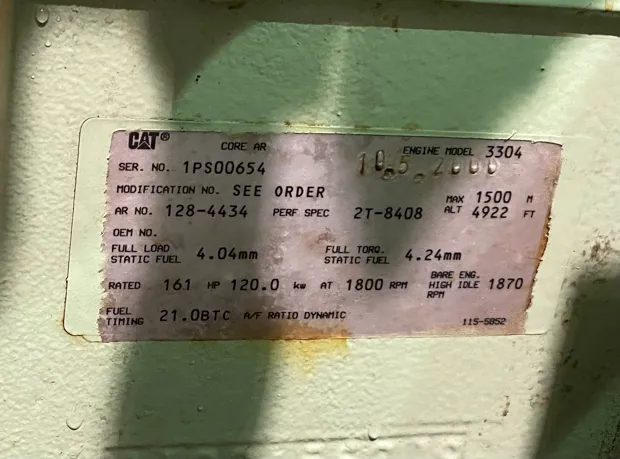 CAT® CORE AR ENGINE MODEL 3304
SER. NO. 1PS00654 10.5.2000
MODIFICATION NO. SEE ORDER MAX 1500 M
AR NO. 128-4434 PERF SPEC 2T-8408 ALT 4922 FT
OEM NO.
FULL LOAD
STATIC FUEL 4.04mm FULL TORQ.
STATIC FUEL 4.24mm
RATED 161 HP 120.0 kw AT 1800 RPM BARE ENG.
HIGH IDLE 1870
RPM
FUEL
TIMING 21.0BTC A/F RATIO DYNAMIC 115-5852